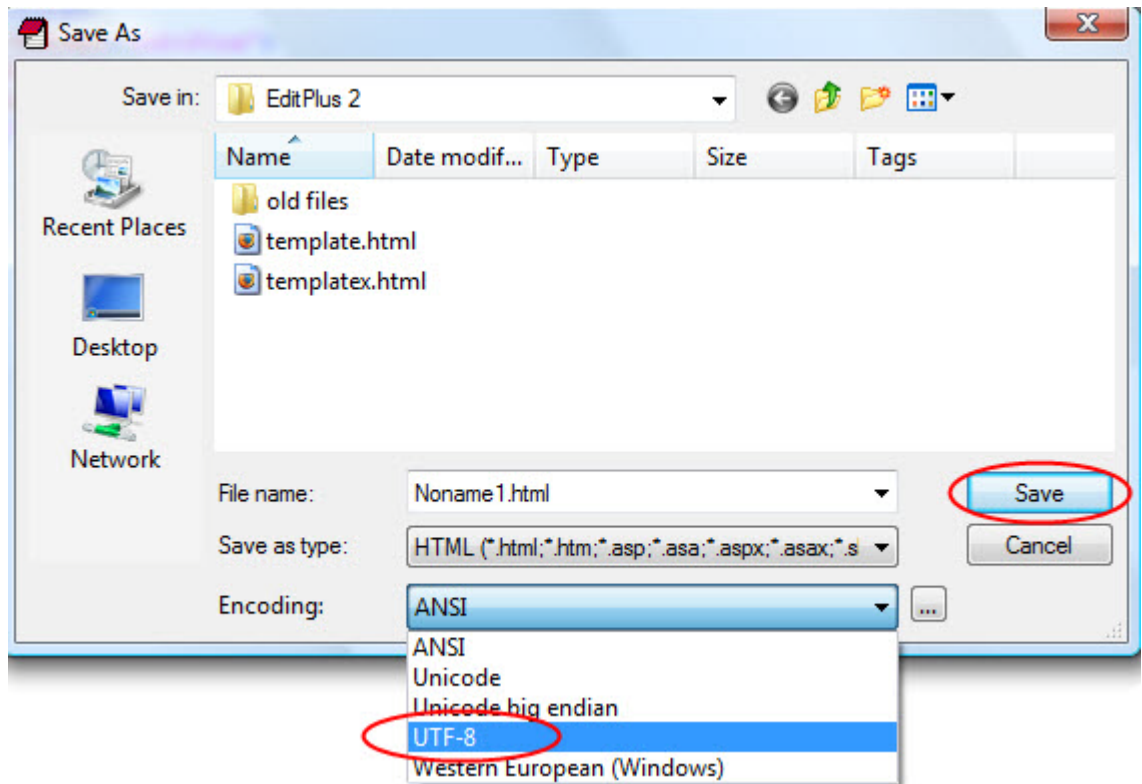 Save As
Save in: EditPlus 2
Name Date modif... Type Size Tags
old files
template.html
templatex.html
Recent Places
Desktop
Network
File name: Noname1.html Save
Save as type: HTML (*.html;*.htm;*.asp;*.asa;*.aspx;*.asax;*.s Cancel
Encoding: ANSI ...
ANSI
Unicode
Unicode big endian
UTF-8
Western European (Windows)